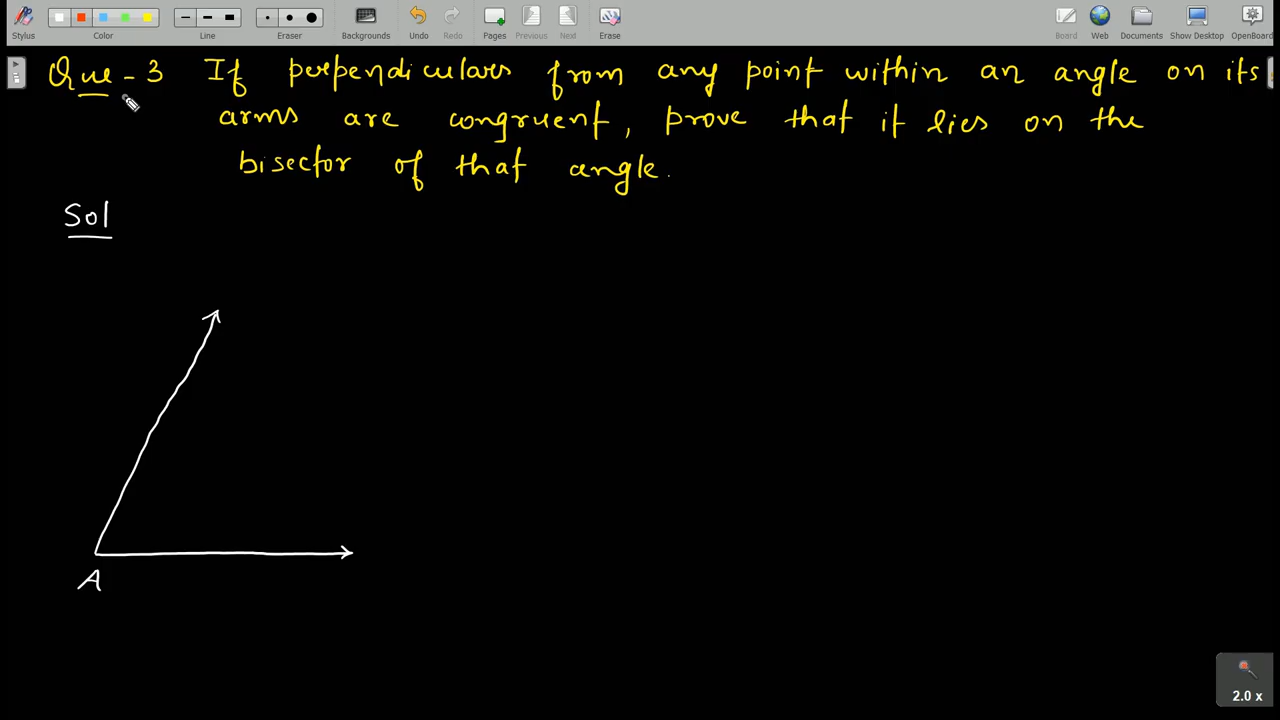 Stylus
Color
Line
Eraser
Backgrounds
Undo
Redo
Pages
Previous
Next
Erase
Board
Web
Documents
Show Desktop
OpenBoard
Que - 3 If perpendiculars from any point within an angle on its
arms are congruent, prove that it lies on the
bisector of that angle.
Sol
A
2.0 x